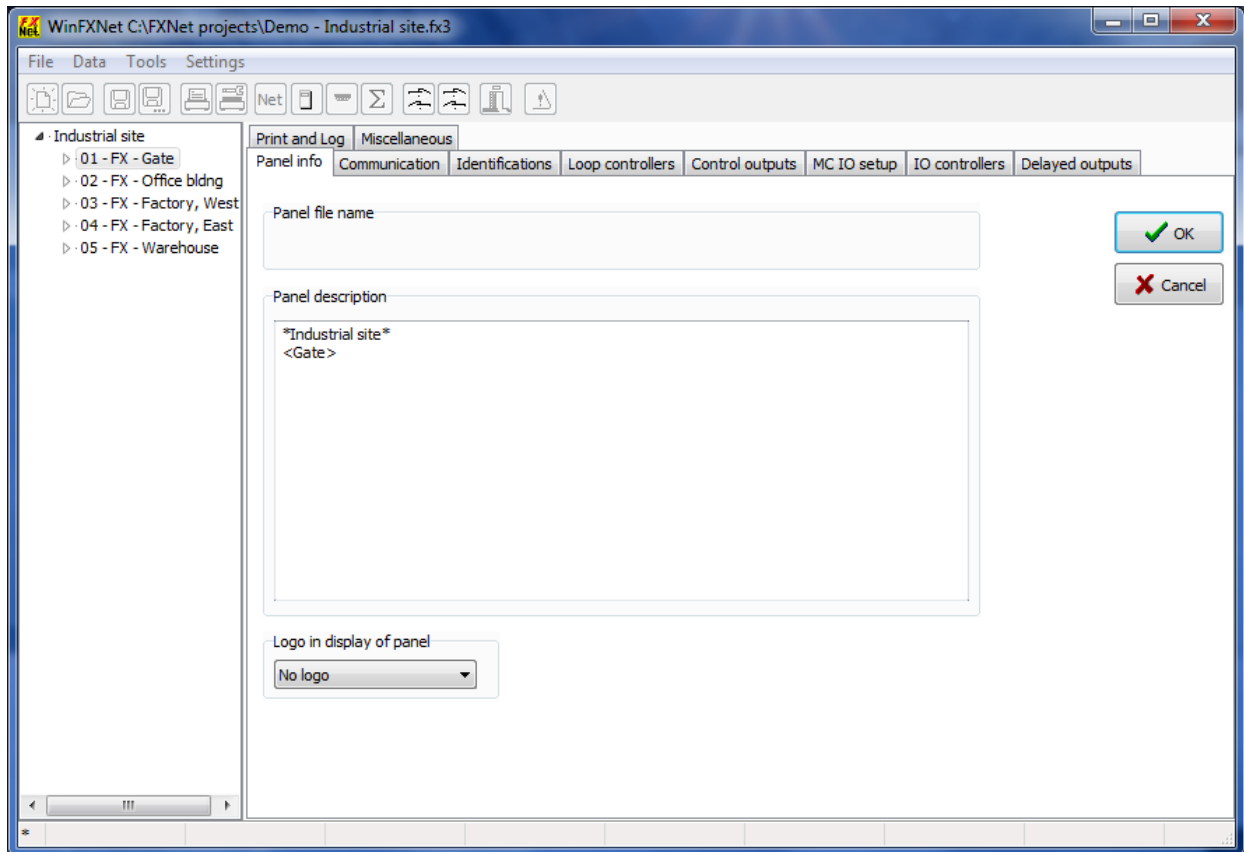 FX Net WinFXNet C:\FXNet projects\Demo - Industrial site.fx3
File Data Tools Settings
Net Σ
Industrial site
01 - FX - Gate
02 - FX - Office bldng
03 - FX - Factory, West
04 - FX - Factory, East
05 - FX - Warehouse
Print and Log Miscellaneous
Panel info Communication Identifications Loop controllers Control outputs MC IO setup IO controllers Delayed outputs
Panel file name
OK
Cancel
Panel description
*Industrial site*
<Gate>
Logo in display of panel
No logo
*